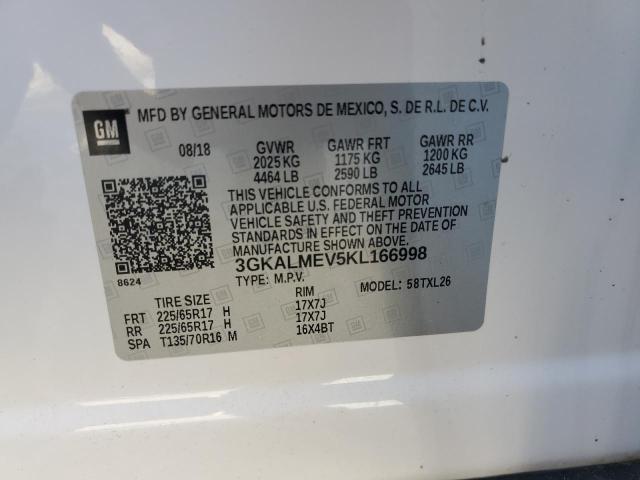 GM
MFD BY GENERAL MOTORS DE MEXICO, S. DE R.L. DE C.V.
08/18 GVWR GAWR FRT GAWR RR
2025 KG 1175 KG 1200 KG
4464 LB 2590 LB 2645 LB
THIS VEHICLE CONFORMS TO ALL
APPLICABLE U.S. FEDERAL MOTOR
VEHICLE SAFETY AND THEFT PREVENTION
STANDARDS IN EFFECT ON THE DATE OF
MANUFACTURE SHOWN ABOVE.
8624 3GKALMEV5KL166998
TYPE: M.P.V. MODEL: 58TXL26
TIRE SIZE RIM
FRT 225/65R17 H 17X7J
RR 225/65R17 H 17X7J
SPA T135/70R16 M 16X4BT